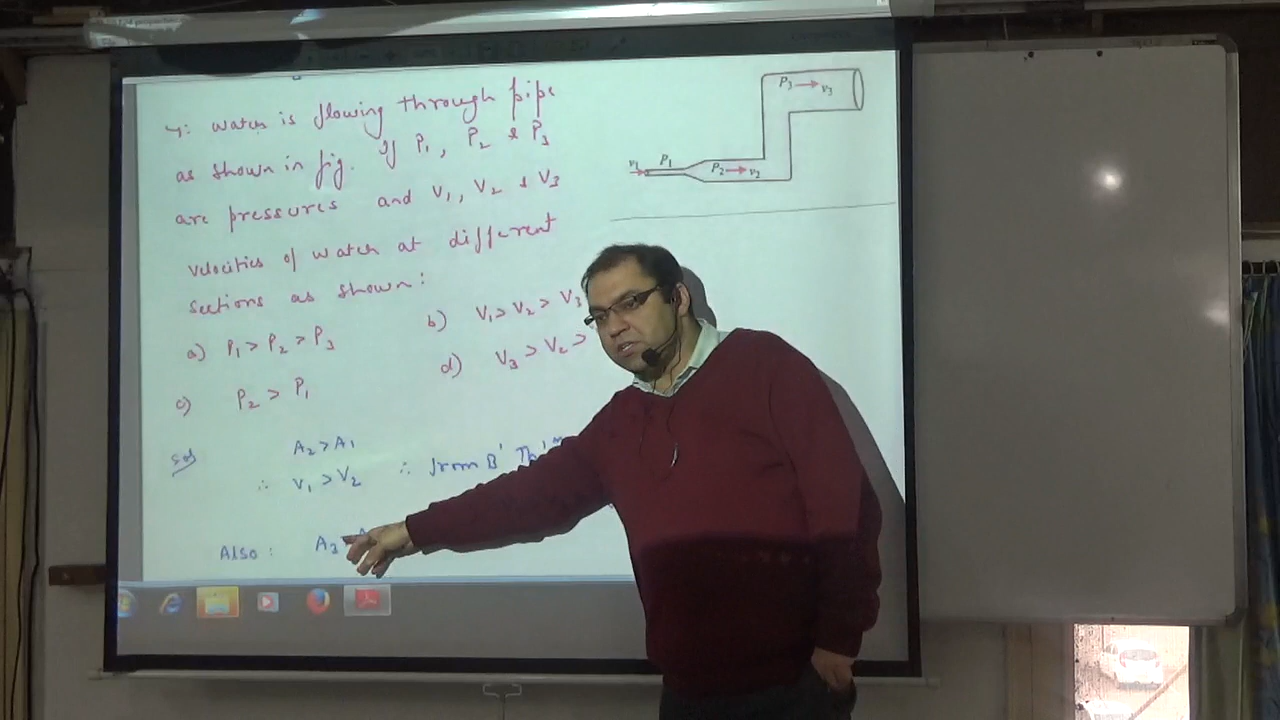 7: Water is flowing through pipe
as shown in fig. If P₁, P₂ & P₃
are pressures and V₁, V₂ & V₃
velocities of water at different
sections as shown:
a) P₁ > P₂ > P₃
b) V₁ > V₂ > V₃
c) P₂ > P₁
d) V₃ > V₂ >
Sol
A₂ > A₁
∴ V₁ > V₂ ∴ from B' Th'm
Also: A₃
P₃ v₃
v₁ P₁ P₂ v₂